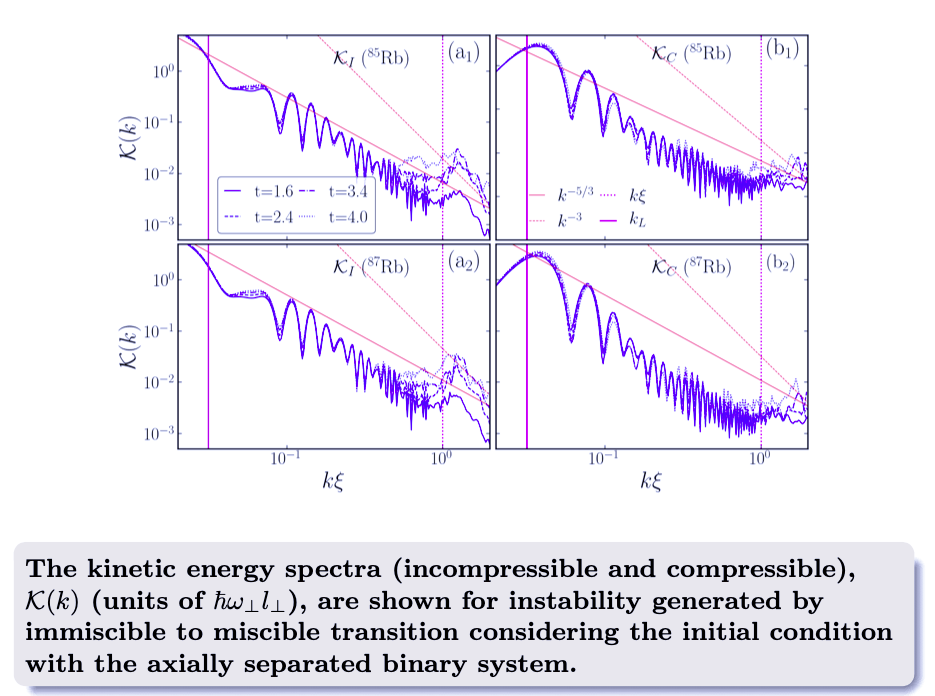 𝒦_I (⁸⁵Rb) (a₁)
𝒦_C (⁸⁵Rb) (b₁)
𝒦(k)
10⁰
10⁻¹
10⁻²
10⁻³
t=1.6 t=3.4
t=2.4 t=4.0
k^{-5/3} kξ
k⁻³ k_L
𝒦_I (⁸⁷Rb) (a₂)
𝒦_C (⁸⁷Rb) (b₂)
𝒦(k)
10⁰
10⁻¹
10⁻²
10⁻³
10⁻¹ 10⁰ 10⁻¹ 10⁰
kξ kξ
The kinetic energy spectra (incompressible and compressible),
𝒦(k) (units of ħω⊥l⊥), are shown for instability generated by
immiscible to miscible transition considering the initial condition
with the axially separated binary system.